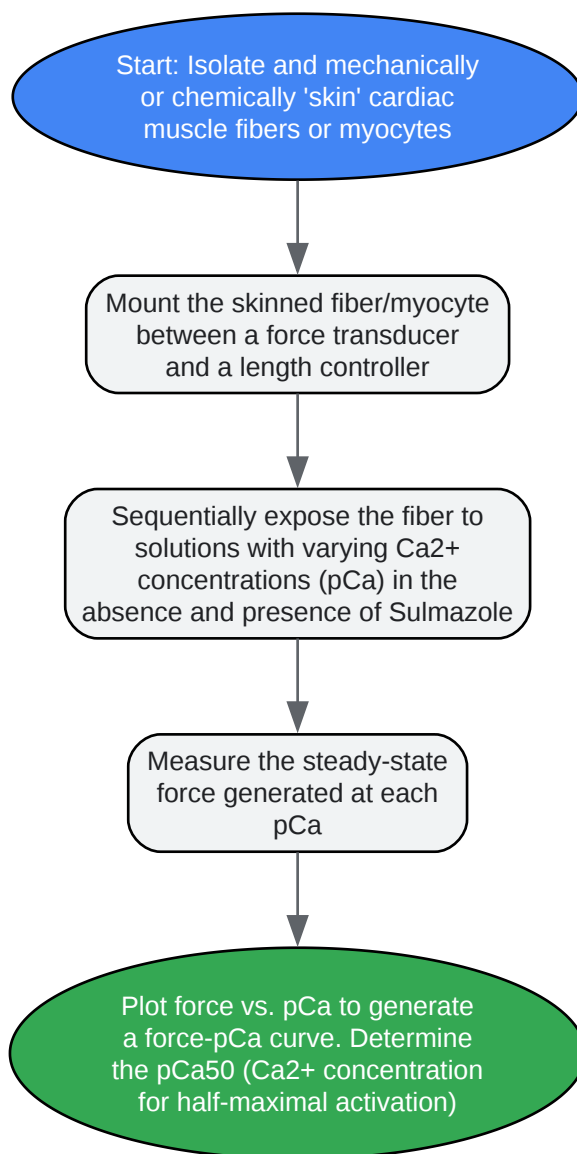 Start: Isolate and mechanically
or chemically 'skin' cardiac
muscle fibers or myocytes
Mount the skinned fiber/myocyte
between a force transducer
and a length controller
Sequentially expose the fiber to
solutions with varying Ca2+
concentrations (pCa) in the
absence and presence of Sulmazole
Measure the steady-state
force generated at each
pCa
Plot force vs. pCa to generate
a force-pCa curve. Determine
the pCa50 (Ca2+ concentration
for half-maximal activation)